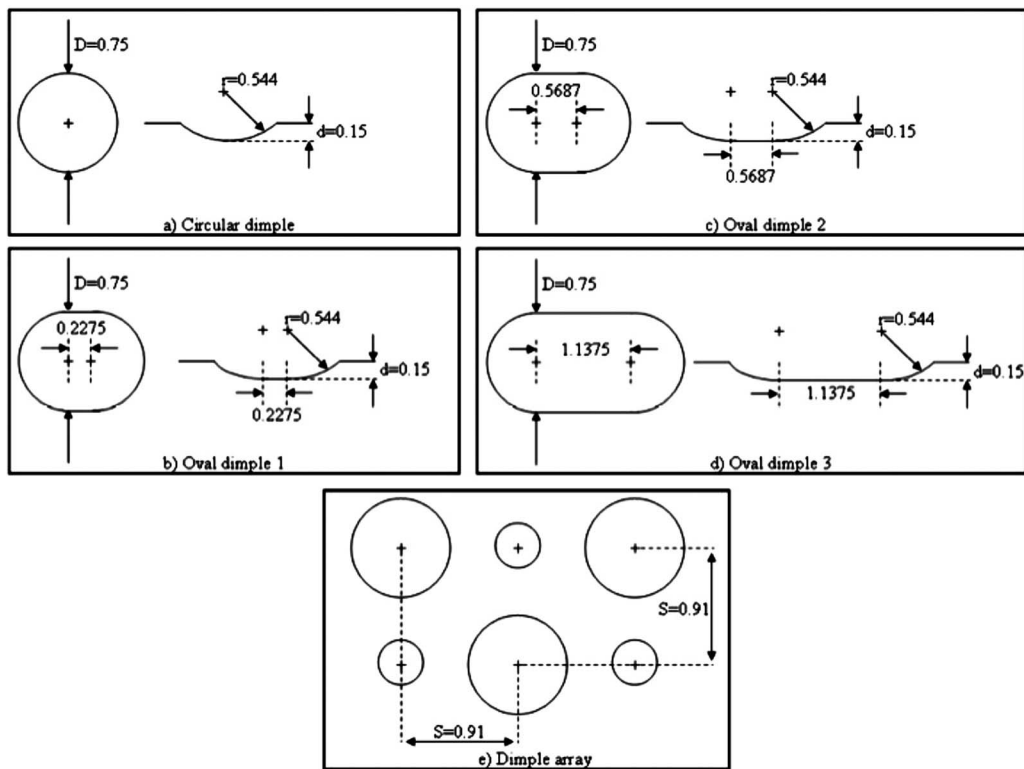 D=0.75
r=0.544
d=0.15
a) Circular dimple
D=0.75
0.5687
r=0.544
d=0.15
0.5687
c) Oval dimple 2
D=0.75
0.2275
r=0.544
d=0.15
0.2275
b) Oval dimple 1
D=0.75
1.1375
r=0.544
d=0.15
1.1375
d) Oval dimple 3
S=0.91
S=0.91
e) Dimple array